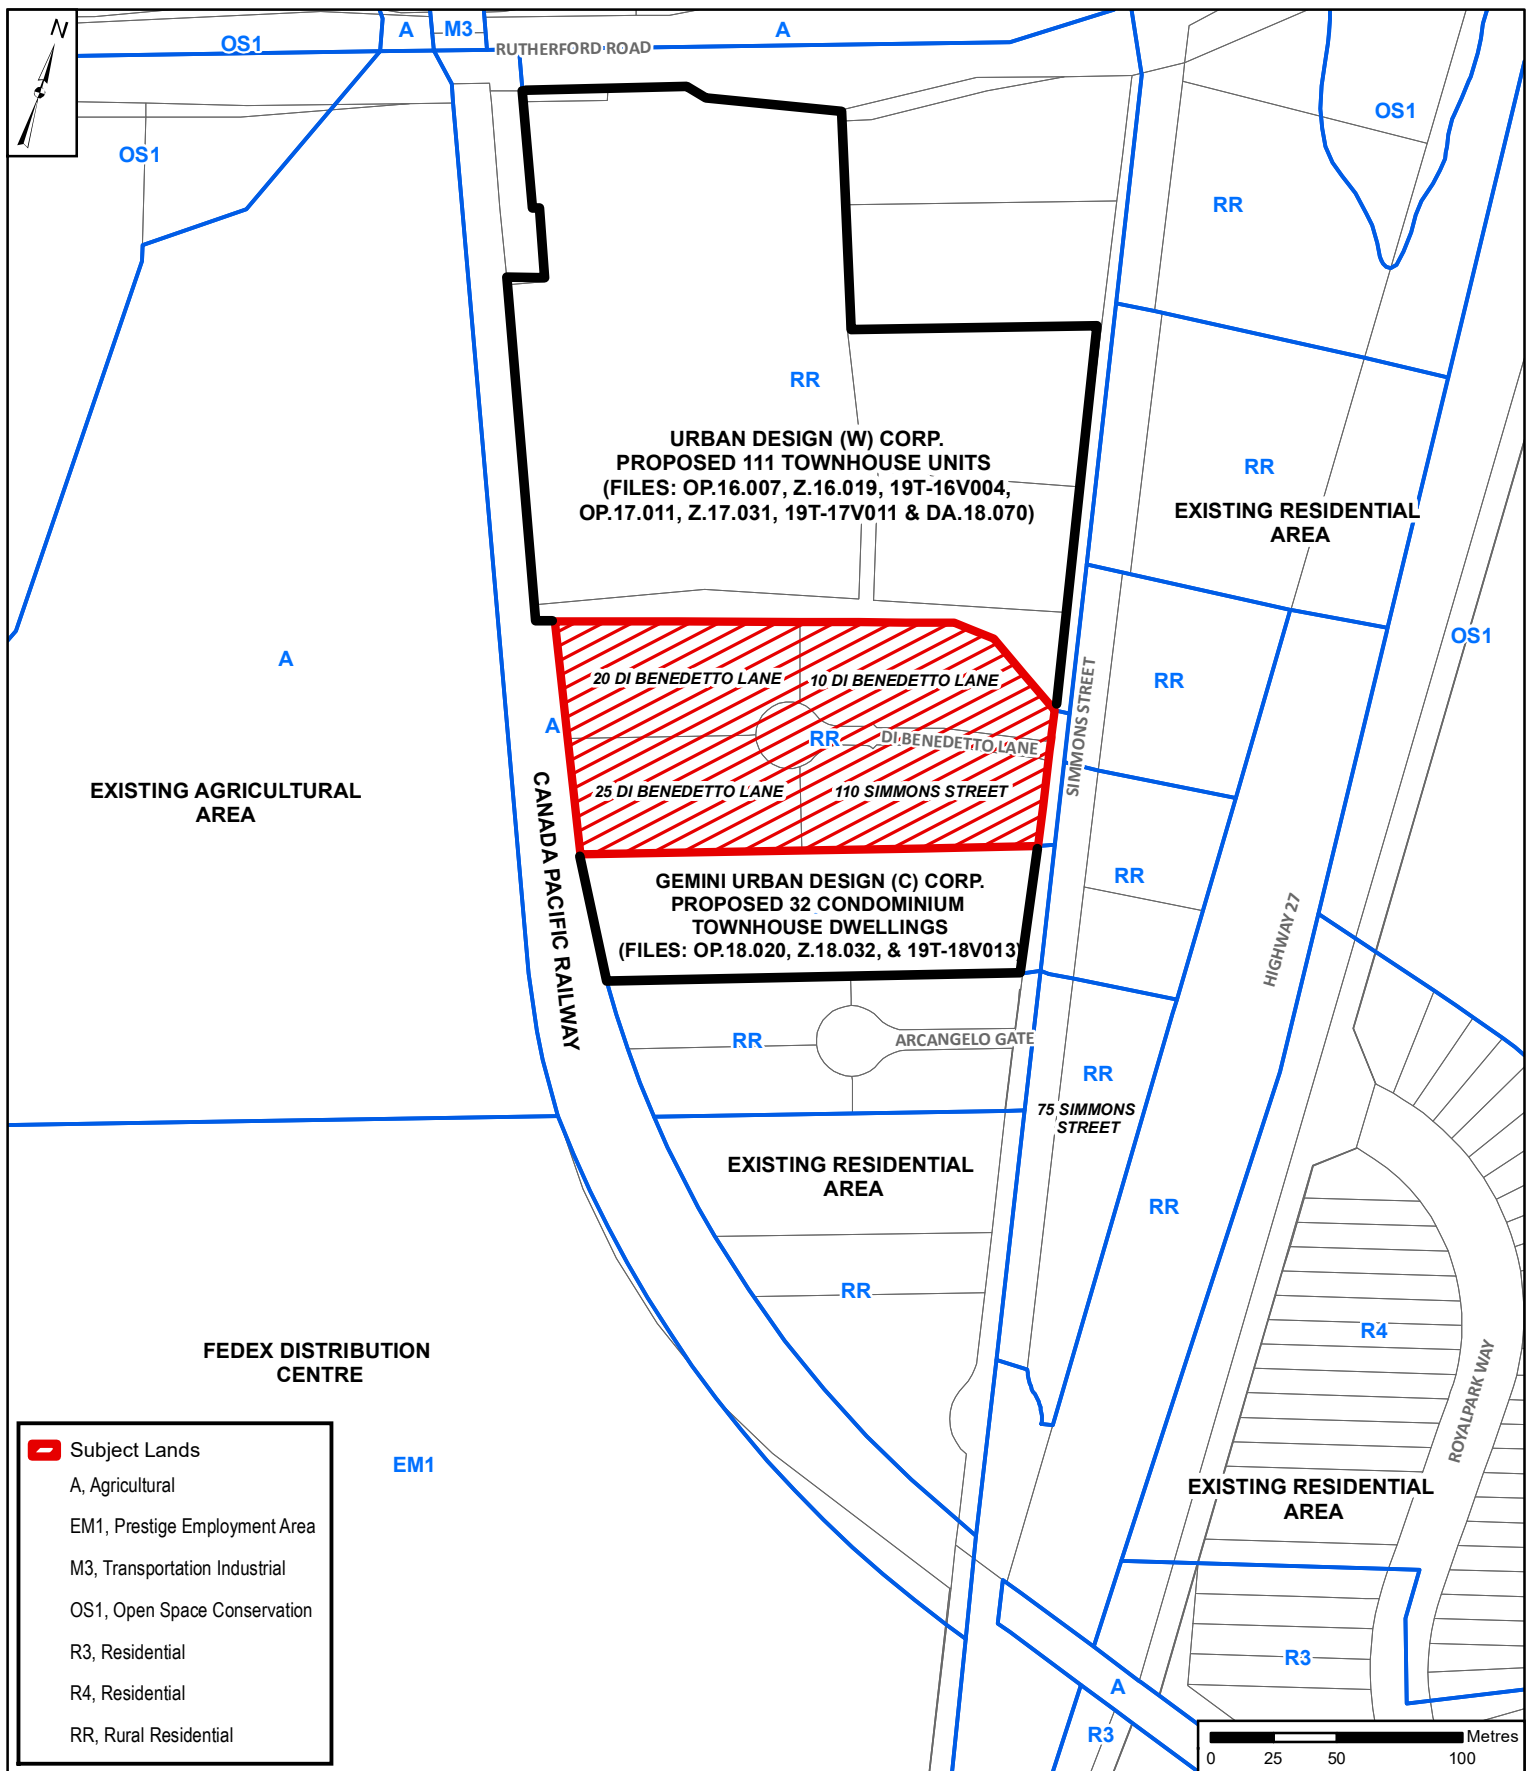 N
OS1
A
M3
RUTHERFORD ROAD
A
OS1
OS1
RR
RR
URBAN DESIGN (W) CORP.
PROPOSED 111 TOWNHOUSE UNITS
(FILES: OP.16.007, Z.16.019, 19T-16V004,
OP.17.011, Z.17.031, 19T-17V011 & DA.18.070)
RR
EXISTING RESIDENTIAL
AREA
OS1
A
20 DI BENEDETTO LANE
10 DI BENEDETTO LANE
RR
SIMMONS STREET
A
RR
DI BENEDETTO LANE
25 DI BENEDETTO LANE
110 SIMMONS STREET
EXISTING AGRICULTURAL
AREA
CANADA PACIFIC RAILWAY
GEMINI URBAN DESIGN (C) CORP.
PROPOSED 32 CONDOMINIUM
TOWNHOUSE DWELLINGS
(FILES: OP.18.020, Z.18.032, & 19T-18V013)
RR
HIGHWAY 27
RR
ARCANGELO GATE
RR
75 SIMMONS
STREET
EXISTING RESIDENTIAL
AREA
RR
RR
R4
ROYALPARK WAY
FEDEX DISTRIBUTION
CENTRE
EM1
EXISTING RESIDENTIAL
AREA
R3
A
R3
Subject Lands
A, Agricultural
EM1, Prestige Employment Area
M3, Transportation Industrial
OS1, Open Space Conservation
R3, Residential
R4, Residential
RR, Rural Residential
Metres
0 25 50 100